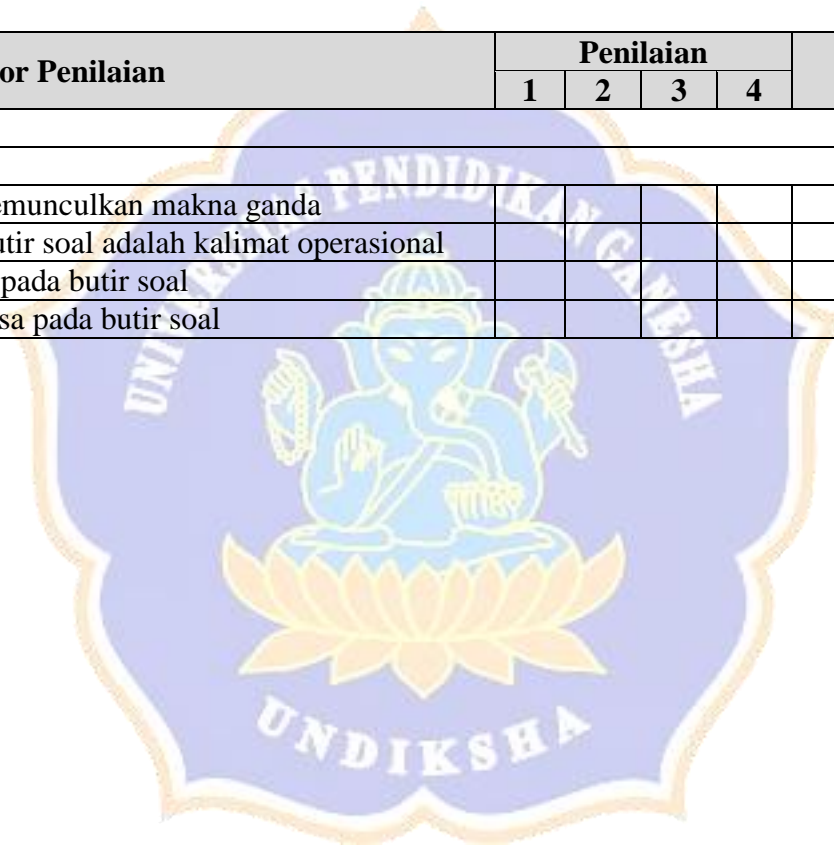 or Penilaian
Penilaian
1 2 3 4
emunculkan makna ganda
utir soal adalah kalimat operasional
pada butir soal
sa pada butir soal
UNIVERSITAS PENDIDIKAN GANESHA
UNDIKSHA